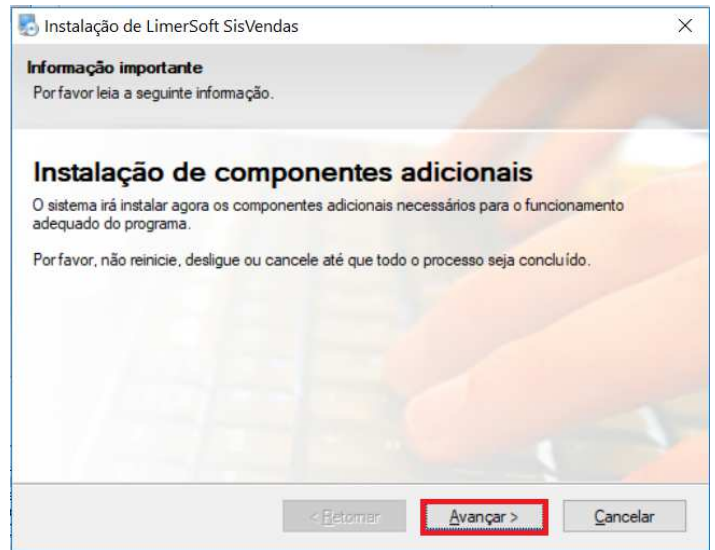 Instalação de LimerSoft SisVendas
Informação importante
Por favor leia a seguinte informação.
Instalação de componentes adicionais
O sistema irá instalar agora os componentes adicionais necessários para o funcionamento
adequado do programa.
Por favor, não reinicie, desligue ou cancele até que todo o processo seja concluído.
< Retornar Avançar > Cancelar